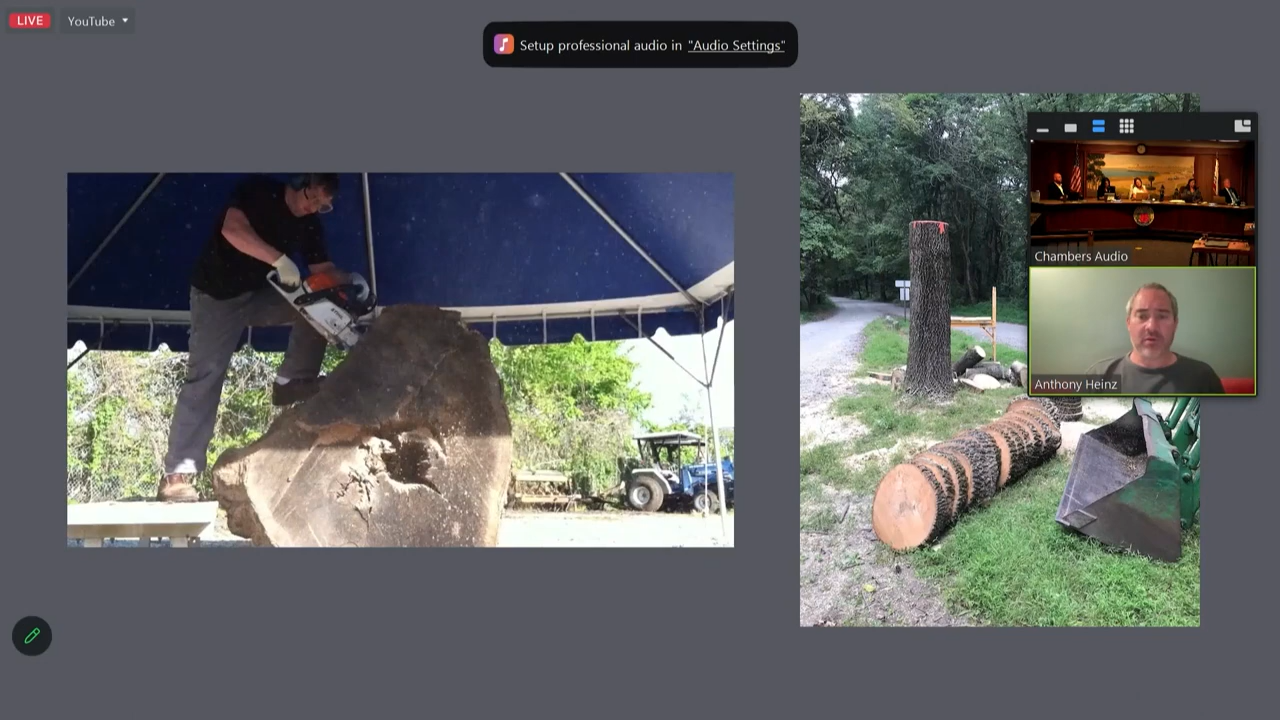 LIVE
YouTube
Setup professional audio in "Audio Settings"
Chambers Audio
Anthony Heinz